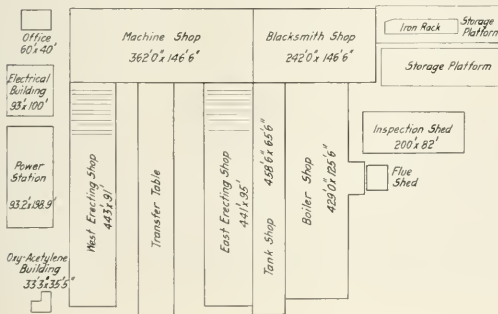 Office
60'x 40'
Machine Shop
362'0"x 146'6"
Blacksmith Shop
242'0"x 146'6"
Iron Rack
Storage
Platform
Storage Platform
Electrical
Building
93'x 100'
Inspection Shed
200'x 82'
Power
Station
93.2'x198.9'
West Erecting Shop
443'x 91'
Transfer Table
East Erecting Shop
441'x 95'
Tank Shop 458'6"x 65'6"
Boiler Shop
429'0"x 125'6"
Flue
Shed
Oxy-Acetylene
Building
33'3"x35'5"